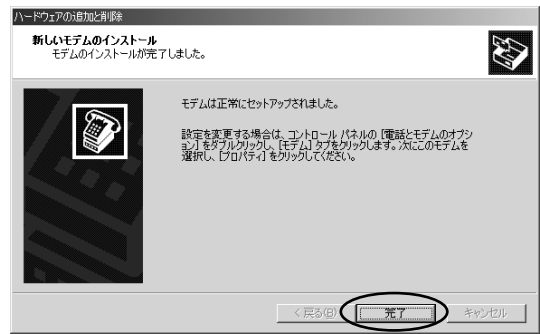 ハードウェアの追加と削除
新しいモデムのインストール
モデムのインストールが完了しました。
モデムは正常にセットアップされました。
設定を変更する場合は、コントロール パネルの [電話とモデムのオプシ
ョン] をダブルクリックし、[モデム] タブをクリックします。次にこのモデムを
選択し、[プロパティ] をクリックしてください。
< 戻る(B)
完了
キャンセル